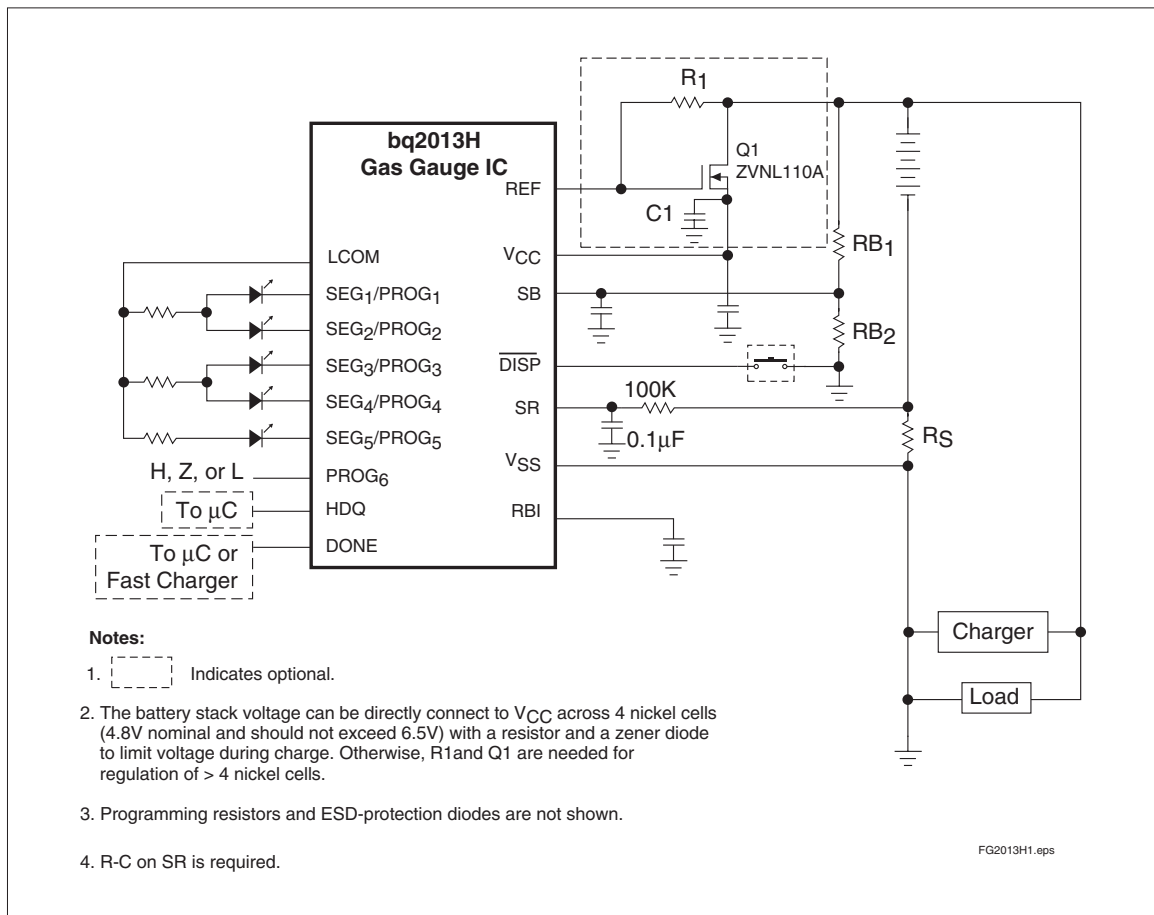 bq2013H
Gas Gauge IC
R1
Q1
ZVNL110A
C1
REF
VCC
SB
DISP
SR
VSS
RBI
LCOM
SEG1/PROG1
SEG2/PROG2
SEG3/PROG3
SEG4/PROG4
SEG5/PROG5
PROG6
HDQ
DONE
H, Z, or L
To μC
To μC or
Fast Charger
RB1
RB2
100K
0.1μF
RS
Charger
Load
Notes:
1. Indicates optional.
2. The battery stack voltage can be directly connect to VCC across 4 nickel cells
(4.8V nominal and should not exceed 6.5V) with a resistor and a zener diode
to limit voltage during charge. Otherwise, R1and Q1 are needed for
regulation of > 4 nickel cells.
3. Programming resistors and ESD-protection diodes are not shown.
4. R-C on SR is required.
FG2013H1.eps